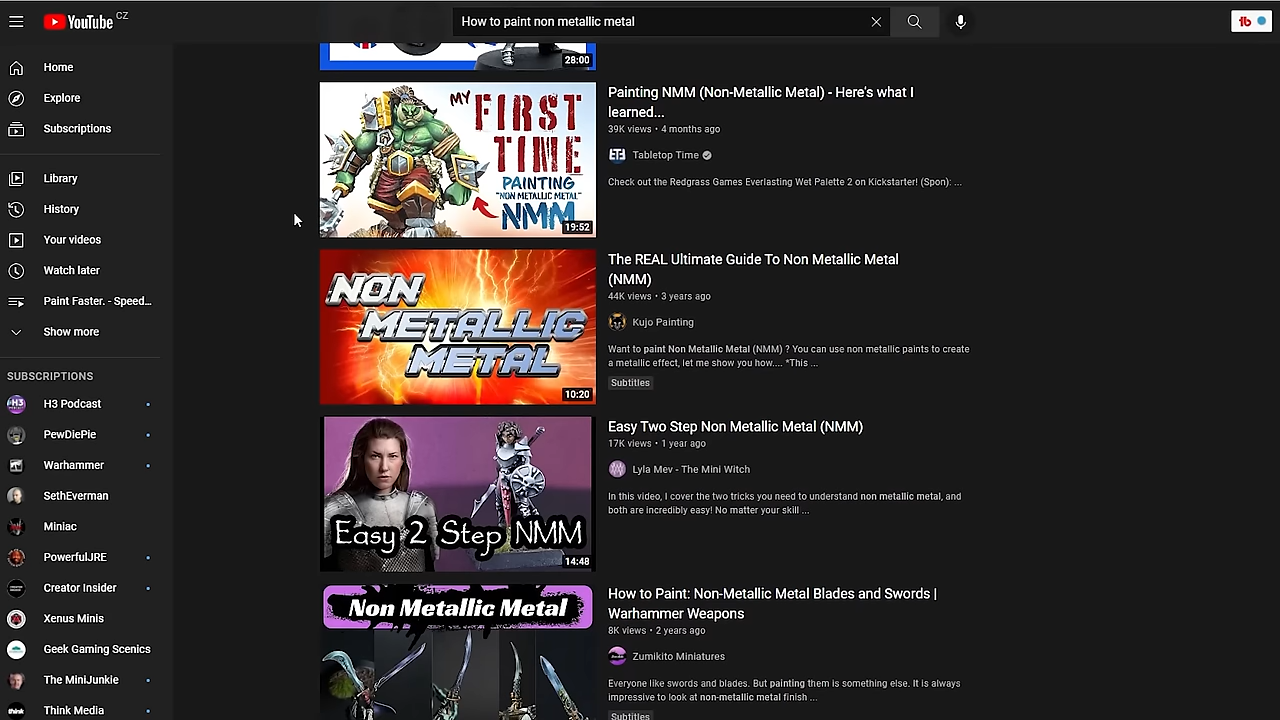 YouTube CZ
How to paint non metallic metal
Home
Explore
Subscriptions
Library
History
Your videos
Watch later
Paint Faster. - Speed...
Show more
SUBSCRIPTIONS
H3 Podcast
PewDiePie
Warhammer
SethEverman
Miniac
PowerfulJRE
Creator Insider
Xenus Minis
Geek Gaming Scenics
The MiniJunkie
Think Media
28:00
MY FIRST
TIME
PAINTING
"NON METALLIC METAL"
NMM
19:52
Painting NMM (Non-Metallic Metal) - Here's what I
learned...
39K views • 4 months ago
Tabletop Time
Check out the Redgrass Games Everlasting Wet Palette 2 on Kickstarter! (Spon): ...
NON
METALLIC
METAL
10:20
The REAL Ultimate Guide To Non Metallic Metal
(NMM)
44K views • 3 years ago
Kujo Painting
Want to paint Non Metallic Metal (NMM) ? You can use non metallic paints to create
a metallic effect, let me show you how.... *This ...
Subtitles
Easy 2 Step NMM
14:48
Easy Two Step Non Metallic Metal (NMM)
17K views • 1 year ago
Lyla Mev - The Mini Witch
In this video, I cover the two tricks you need to understand non metallic metal, and
both are incredibly easy! No matter your skill ...
Non Metallic Metal
How to Paint: Non-Metallic Metal Blades and Swords |
Warhammer Weapons
8K views • 2 years ago
Zumikito Miniatures
Everyone like swords and blades. But painting them is something else. It is always
impressive to look at non-metallic metal finish ...
Subtitles